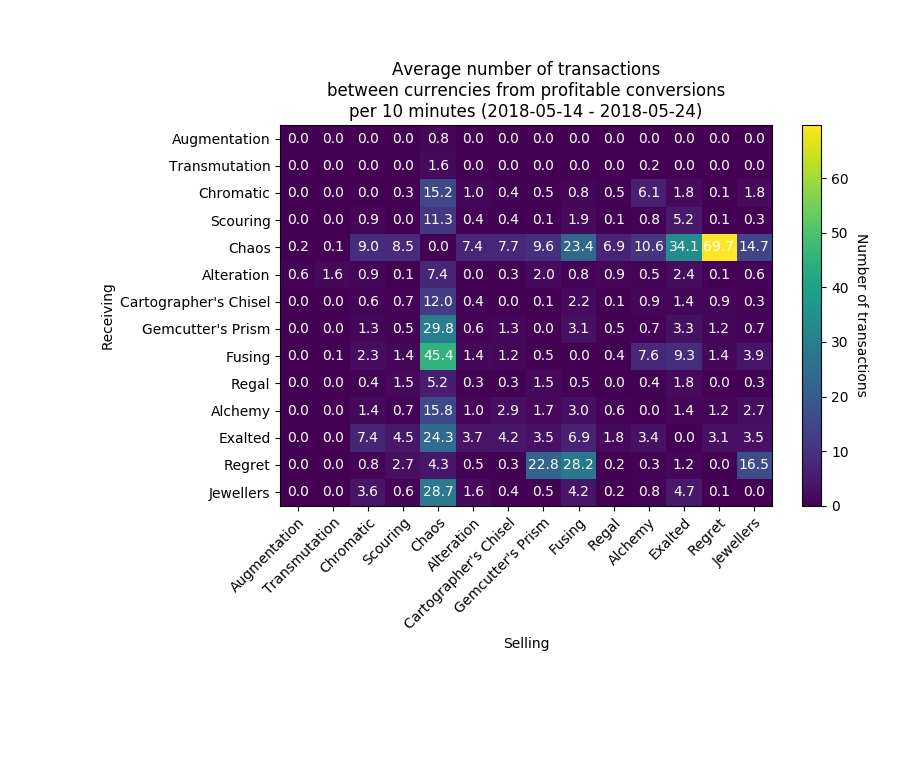 Average number of transactions
between currencies from profitable conversions
per 10 minutes (2018-05-14 - 2018-05-24)
Augmentation 0.0 0.0 0.0 0.0 0.8 0.0 0.0 0.0 0.0 0.0 0.0 0.0 0.0 0.0
Transmutation 0.0 0.0 0.0 0.0 1.6 0.0 0.0 0.0 0.0 0.0 0.2 0.0 0.0 0.0
Chromatic 0.0 0.0 0.0 0.3 15.2 1.0 0.4 0.5 0.8 0.5 6.1 1.8 0.1 1.8
Scouring 0.0 0.0 0.9 0.0 11.3 0.4 0.4 0.1 1.9 0.1 0.8 5.2 0.1 0.3
Chaos 0.2 0.1 9.0 8.5 0.0 7.4 7.7 9.6 23.4 6.9 10.6 34.1 69.7 14.7
Alteration 0.6 1.6 0.9 0.1 7.4 0.0 0.3 2.0 0.8 0.9 0.5 2.4 0.1 0.6
Cartographer's Chisel 0.0 0.0 0.6 0.7 12.0 0.4 0.0 0.1 2.2 0.1 0.9 1.4 0.9 0.3
Gemcutter's Prism 0.0 0.0 1.3 0.5 29.8 0.6 1.3 0.0 3.1 0.5 0.7 3.3 1.2 0.7
Fusing 0.0 0.1 2.3 1.4 45.4 1.4 1.2 0.5 0.0 0.4 7.6 9.3 1.4 3.9
Regal 0.0 0.0 0.4 1.5 5.2 0.3 0.3 1.5 0.5 0.0 0.4 1.8 0.0 0.3
Alchemy 0.0 0.0 1.4 0.7 15.8 1.0 2.9 1.7 3.0 0.6 0.0 1.4 1.2 2.7
Exalted 0.0 0.0 7.4 4.5 24.3 3.7 4.2 3.5 6.9 1.8 3.4 0.0 3.1 3.5
Regret 0.0 0.0 0.8 2.7 4.3 0.5 0.3 22.8 28.2 0.2 0.3 1.2 0.0 16.5
Jewellers 0.0 0.0 3.6 0.6 28.7 1.6 0.4 0.5 4.2 0.2 0.8 4.7 0.1 0.0
Receiving
Augmentation
Transmutation
Chromatic
Scouring
Chaos
Alteration
Cartographer's Chisel
Gemcutter's Prism
Fusing
Regal
Alchemy
Exalted
Regret
Jewellers
Selling
60
50
40
30
20
10
0
Number of transactions